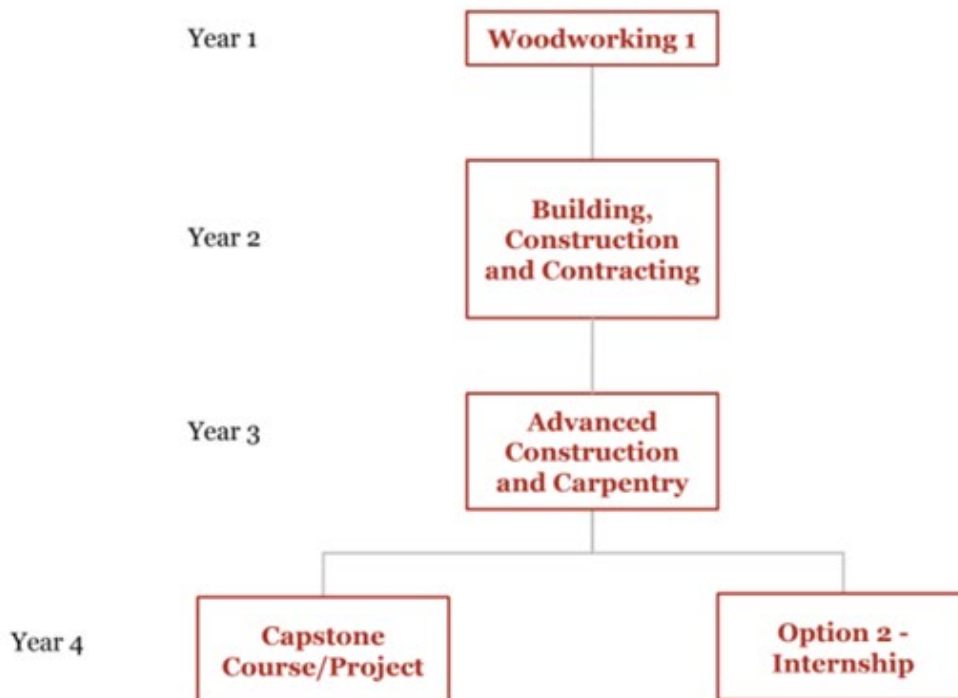 Year 1
Woodworking 1
Year 2
Building,
Construction
and Contracting
Year 3
Advanced
Construction
and Carpentry
Year 4
Capstone
Course/Project
Option 2 -
Internship